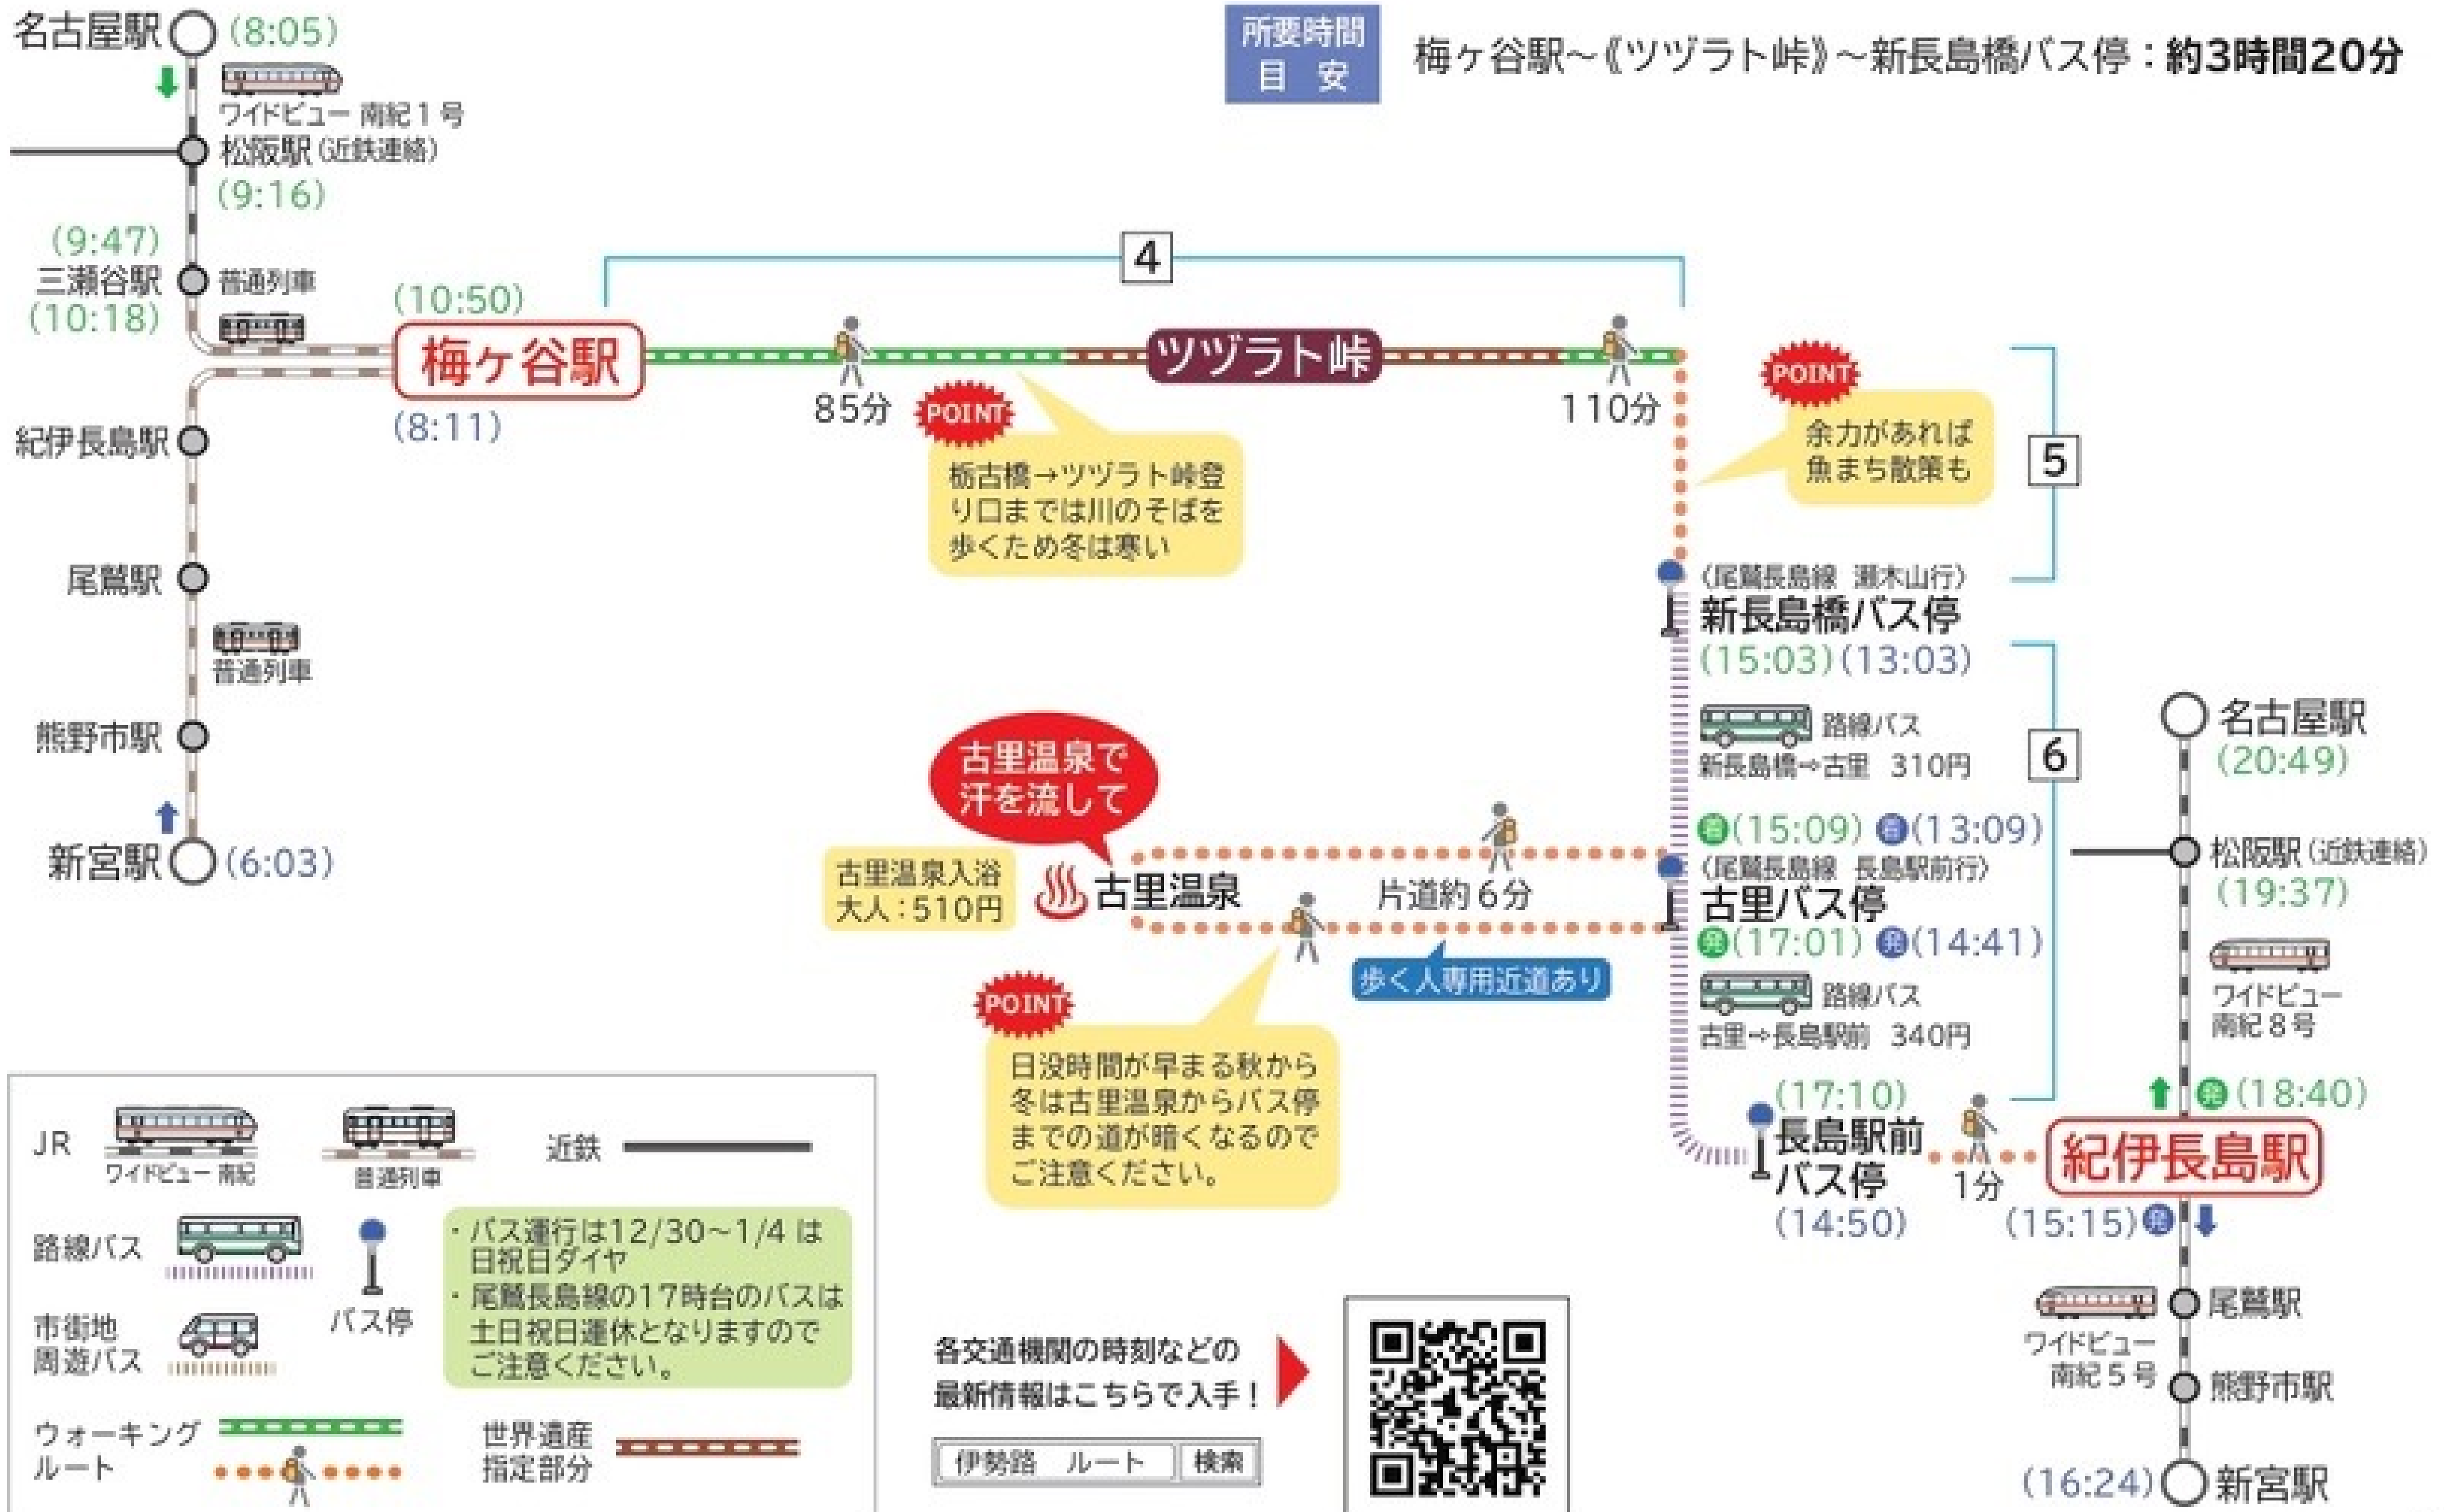 所要時間
目 安
梅ヶ谷駅～《ツヅラト峠》～新長島橋バス停：約3時間20分
名古屋駅 (8:05)
ワイドビュー 南紀1号
松阪駅 (近鉄連絡)
(9:16)
(9:47)
三瀬谷駅
(10:18)
普通列車
(10:50)
梅ヶ谷駅
(8:11)
紀伊長島駅
尾鷲駅
普通列車
熊野市駅
新宮駅 (6:03)
4
85分
ツヅラト峠
110分
POINT
栃古橋→ツヅラト峠登
り口までは川のそばを
歩くため冬は寒い
POINT
余力があれば
魚まち散策も
5
〈尾鷲長島線 瀬木山行〉
新長島橋バス停
(15:03) (13:03)
路線バス
新長島橋⇒古里 310円
6
着(15:09) 着(13:09)
〈尾鷲長島線 長島駅前行〉
古里バス停
発(17:01) 発(14:41)
路線バス
古里⇒長島駅前 340円
古里温泉で
汗を流して
古里温泉入浴
大人：510円
古里温泉
片道約6分
歩く人専用近道あり
POINT
日没時間が早まる秋から
冬は古里温泉からバス停
までの道が暗くなるので
ご注意ください。
(17:10)
長島駅前
バス停
(14:50)
1分
名古屋駅
(20:49)
松阪駅 (近鉄連絡)
(19:37)
ワイドビュー
南紀8号
発(18:40)
紀伊長島駅
(15:15)発
尾鷲駅
ワイドビュー
南紀5号
熊野市駅
(16:24) 新宮駅
JR
ワイドビュー 南紀
普通列車
近鉄
路線バス
バス停
市街地
周遊バス
・バス運行は12/30～1/4 は
日祝日ダイヤ
・尾鷲長島線の17時台のバスは
土日祝日運休となりますので
ご注意ください。
ウォーキング
ルート
世界遺産
指定部分
各交通機関の時刻などの
最新情報はこちらで入手！
伊勢路 ルート 検索